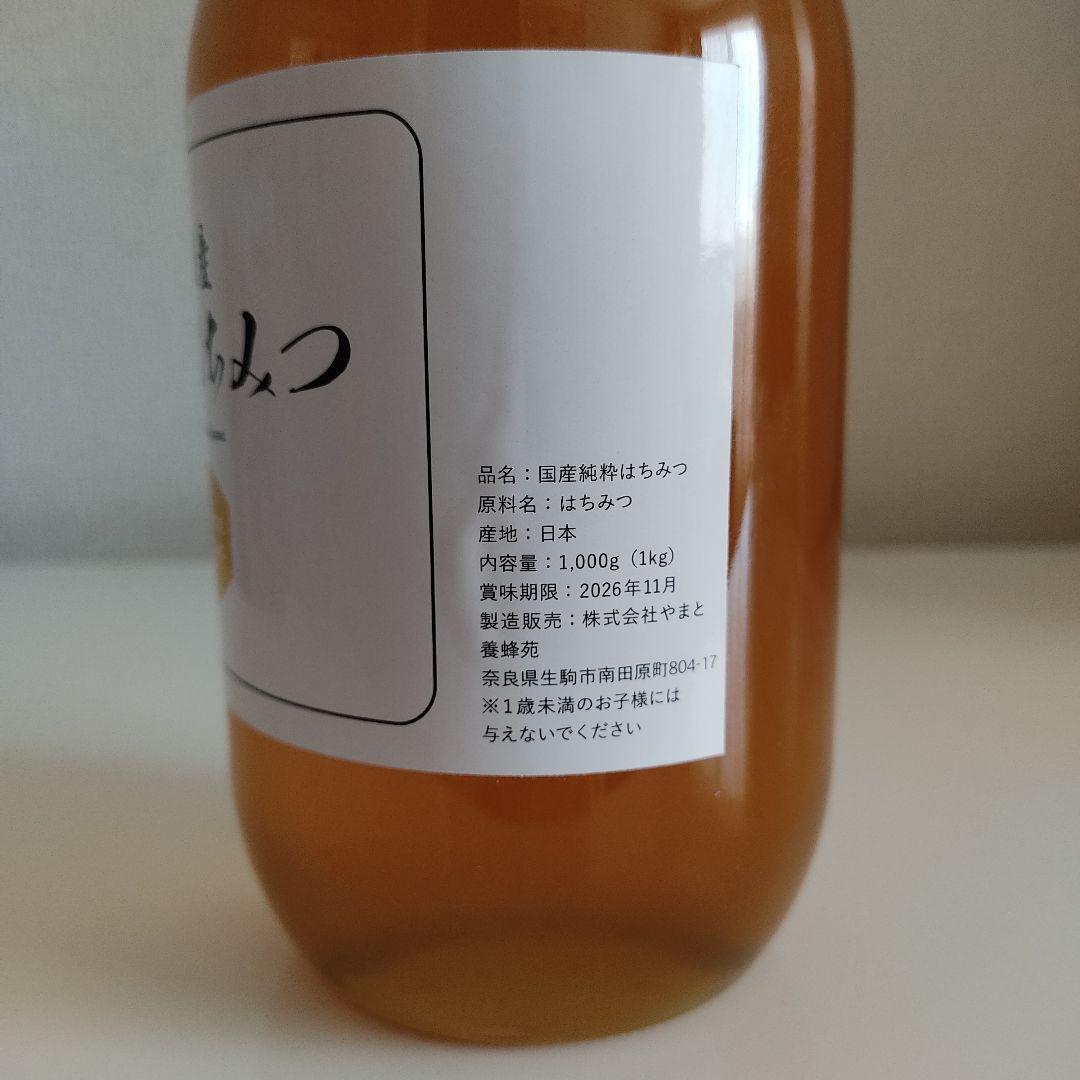 産
ちみつ
品名：国産純粋はちみつ
原料名：はちみつ
産地：日本
内容量：1,000g（1kg）
賞味期限：2026年11月
製造販売：株式会社やまと
養蜂苑
奈良県生駒市南田原町804-17
※1歳未満のお子様には
与えないでください